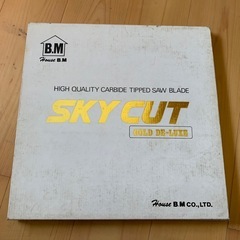 B.M
House B.M
HIGH QUALITY CARBIDE TIPPED SAW BLADE
SKY CUT
GOLD DE-LUXE
House B.M CO., LTD.